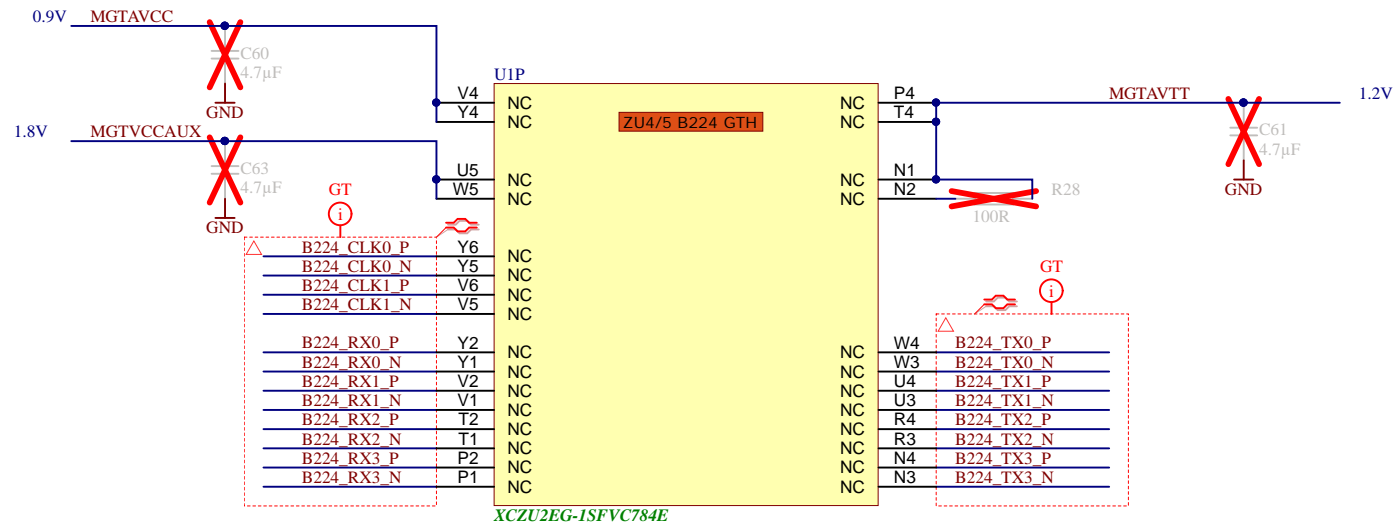 0.9V MGTAVCC
C60
4.7µF
GND
U1P
V4 NC NC P4 MGTAVTT 1.2V
Y4 NC ZU4/5 B224 GTH NC T4
1.8V MGTVCCAUX
C61
4.7µF
C63
4.7µF
GND
U5 NC NC N1
W5 NC NC N2 R28
100R
GND
GT
i
B224_CLK0_P Y6 NC
B224_CLK0_N Y5 NC
B224_CLK1_P V6 NC
B224_CLK1_N V5 NC
GT
i
B224_RX0_P Y2 NC NC W4 B224_TX0_P
B224_RX0_N Y1 NC NC W3 B224_TX0_N
B224_RX1_P V2 NC NC U4 B224_TX1_P
B224_RX1_N V1 NC NC U3 B224_TX1_N
B224_RX2_P T2 NC NC R4 B224_TX2_P
B224_RX2_N T1 NC NC R3 B224_TX2_N
B224_RX3_P P2 NC NC N4 B224_TX3_P
B224_RX3_N P1 NC NC N3 B224_TX3_N
XCZU2EG-1SFVC784E